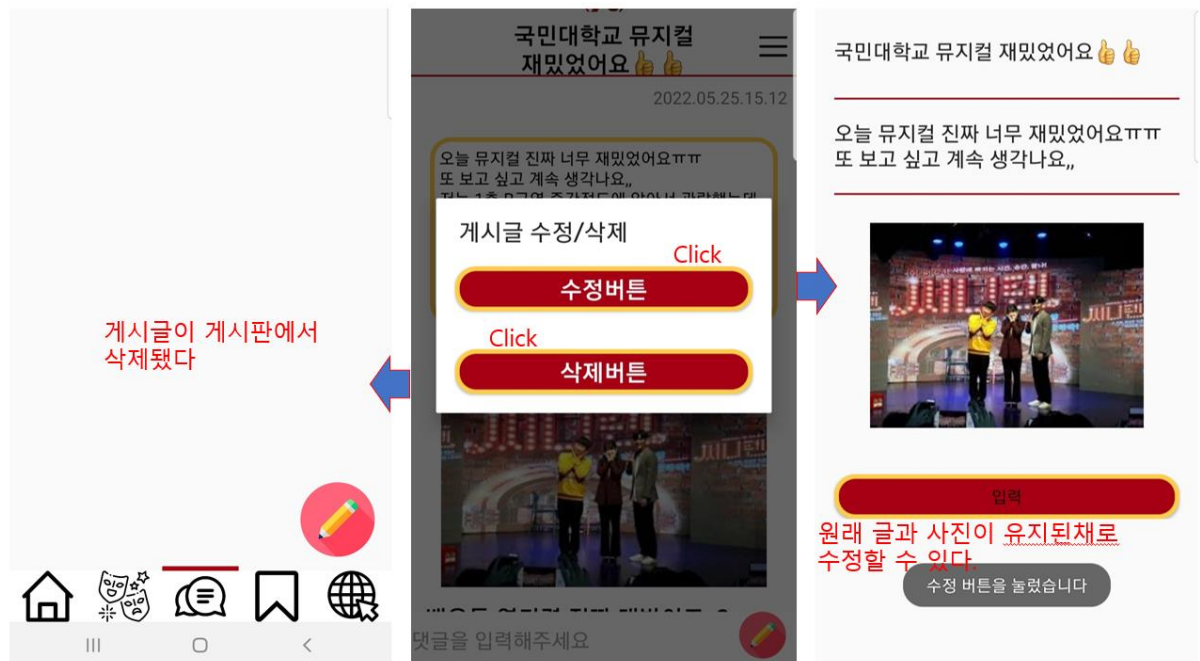 게시글이 게시판에서
삭제됐다
국민대학교 뮤지컬
재밌었어요👍👍
2022.05.25.15.12
오늘 뮤지컬 진짜 너무 재밌었어요ㅠㅠ
또 보고 싶고 계속 생각나요,,
게시글 수정/삭제
Click
수정버튼
Click
삭제버튼
댓글을 입력해주세요
국민대학교 뮤지컬 재밌었어요👍👍
오늘 뮤지컬 진짜 너무 재밌었어요ㅠㅠ
또 보고 싶고 계속 생각나요,,
입력
원래 글과 사진이 유지된채로
수정할 수 있다.
수정 버튼을 눌렀습니다